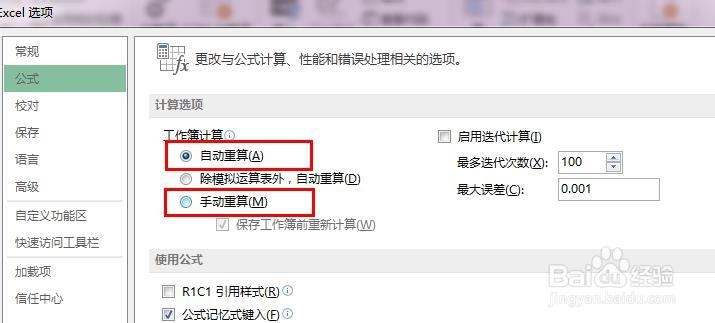 Excel 选项
常规
公式
校对
保存
语言
高级
自定义功能区
快速访问工具栏
加载项
信任中心
更改与公式计算、性能和错误处理相关的选项。
计算选项
工作簿计算
自动重算(A)
除模拟运算表外，自动重算(D)
手动重算(M)
保存工作簿前重新计算(W)
启用迭代计算(I)
最多迭代次数(X): 100
最大误差(C): 0.001
使用公式
R1C1 引用样式(R)
公式记忆式键入(F)
Bai du 经验
jingyan.baidu.com